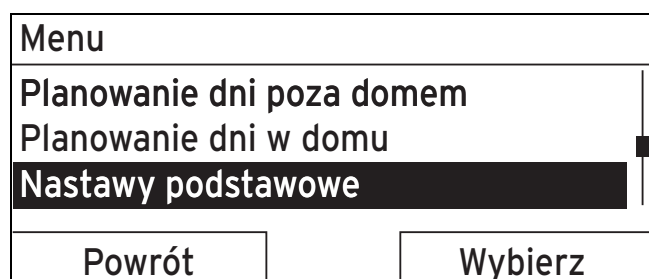 Menu
Planowanie dni poza domem
Planowanie dni w domu
Nastawy podstawowe
Powrót Wybierz